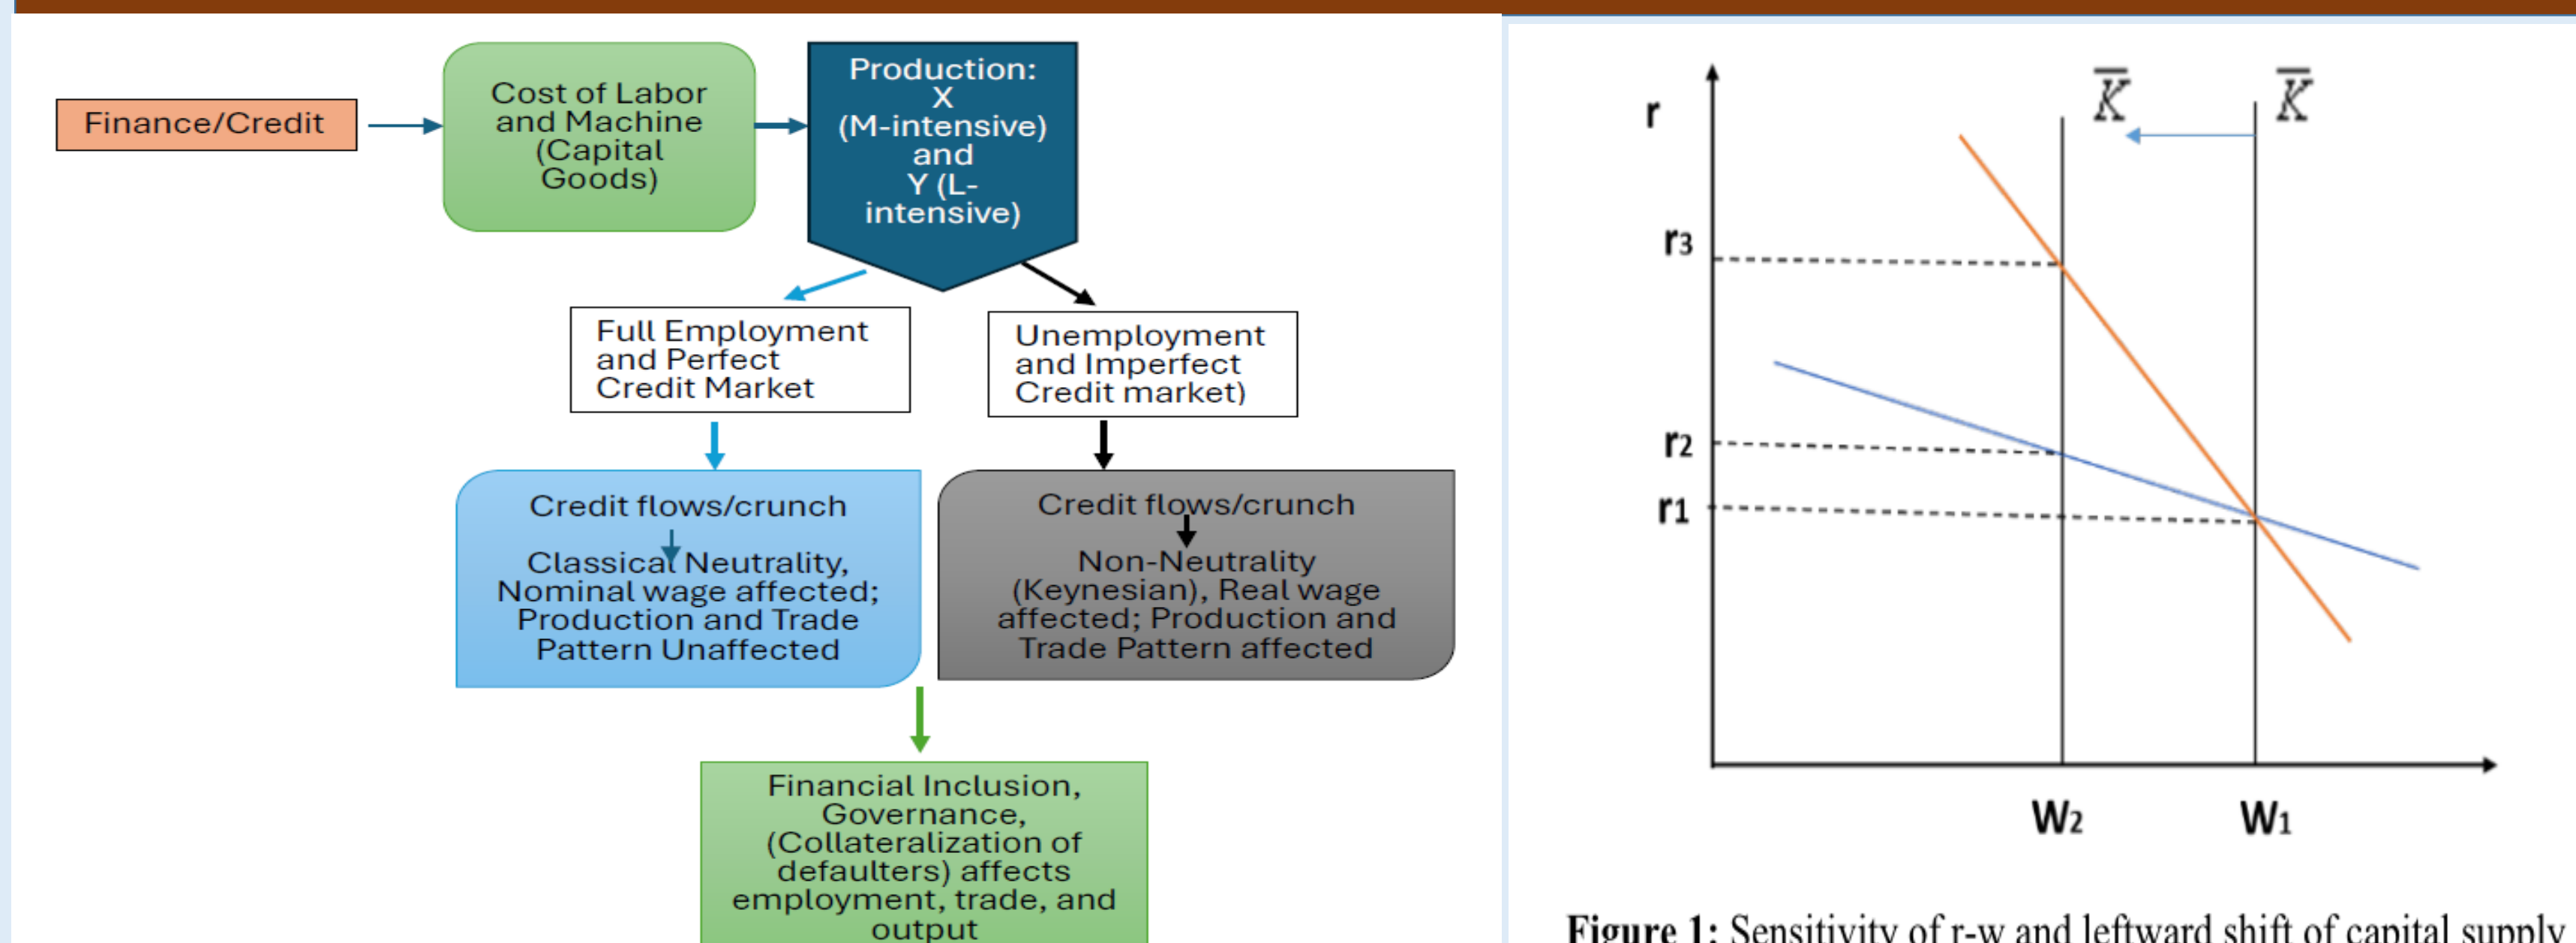 Finance/Credit
Cost of Labor
and Machine
(Capital
Goods)
Production:
X
(M-intensive)
and
Y (L-
intensive)
Full Employment
and Perfect
Credit Market
Unemployment
and Imperfect
Credit market)
Credit flows/crunch
Classical Neutrality,
Nominal wage affected;
Production and Trade
Pattern Unaffected
Credit flows/crunch
Non-Neutrality
(Keynesian), Real wage
affected; Production and
Trade Pattern affected
Financial Inclusion,
Governance,
(Collateralization of
defaulters) affects
employment, trade, and
output
r
K̅
K̅
r3
r2
r1
W2
W1
Figure 1: Sensitivity of r-w and leftward shift of capital supply